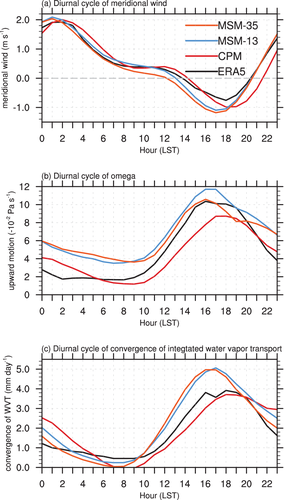 (a) Diurnal cycle of meridional wind
meridional wind (m s-1)
2.0
1.0
0.0
-1.0
MSM-35
MSM-13
CPM
ERA5
0 2 4 6 8 10 12 14 16 18 20 22
Hour (LST)
(b) Diurnal cycle of omega
upward motion (-10-2 Pa s-1)
12
10
8
6
4
2
0
0 2 4 6 8 10 12 14 16 18 20 22
Hour (LST)
(c) Diurnal cycle of convergence of integtated water vapor transport
convergence of WVT (mm day-1)
5.0
4.0
3.0
2.0
1.0
0.0
0 2 4 6 8 10 12 14 16 18 20 22
Hour (LST)